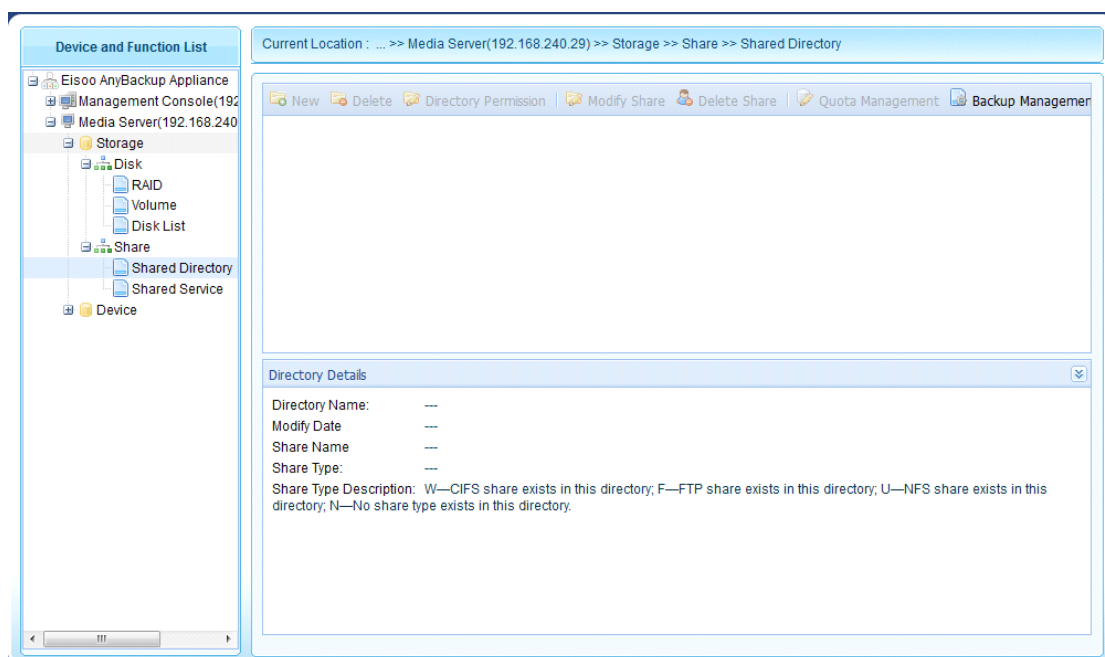 Device and Function List
Current Location : ... >> Media Server(192.168.240.29) >> Storage >> Share >> Shared Directory
Eisoo AnyBackup Appliance
Management Console(192
Media Server(192.168.240
Storage
Disk
RAID
Volume
Disk List
Share
Shared Directory
Shared Service
Device
New Delete Directory Permission Modify Share Delete Share Quota Management Backup Managemen
Directory Details
Directory Name: ---
Modify Date ---
Share Name ---
Share Type: ---
Share Type Description: W—CIFS share exists in this directory; F—FTP share exists in this directory; U—NFS share exists in this
directory; N—No share type exists in this directory.